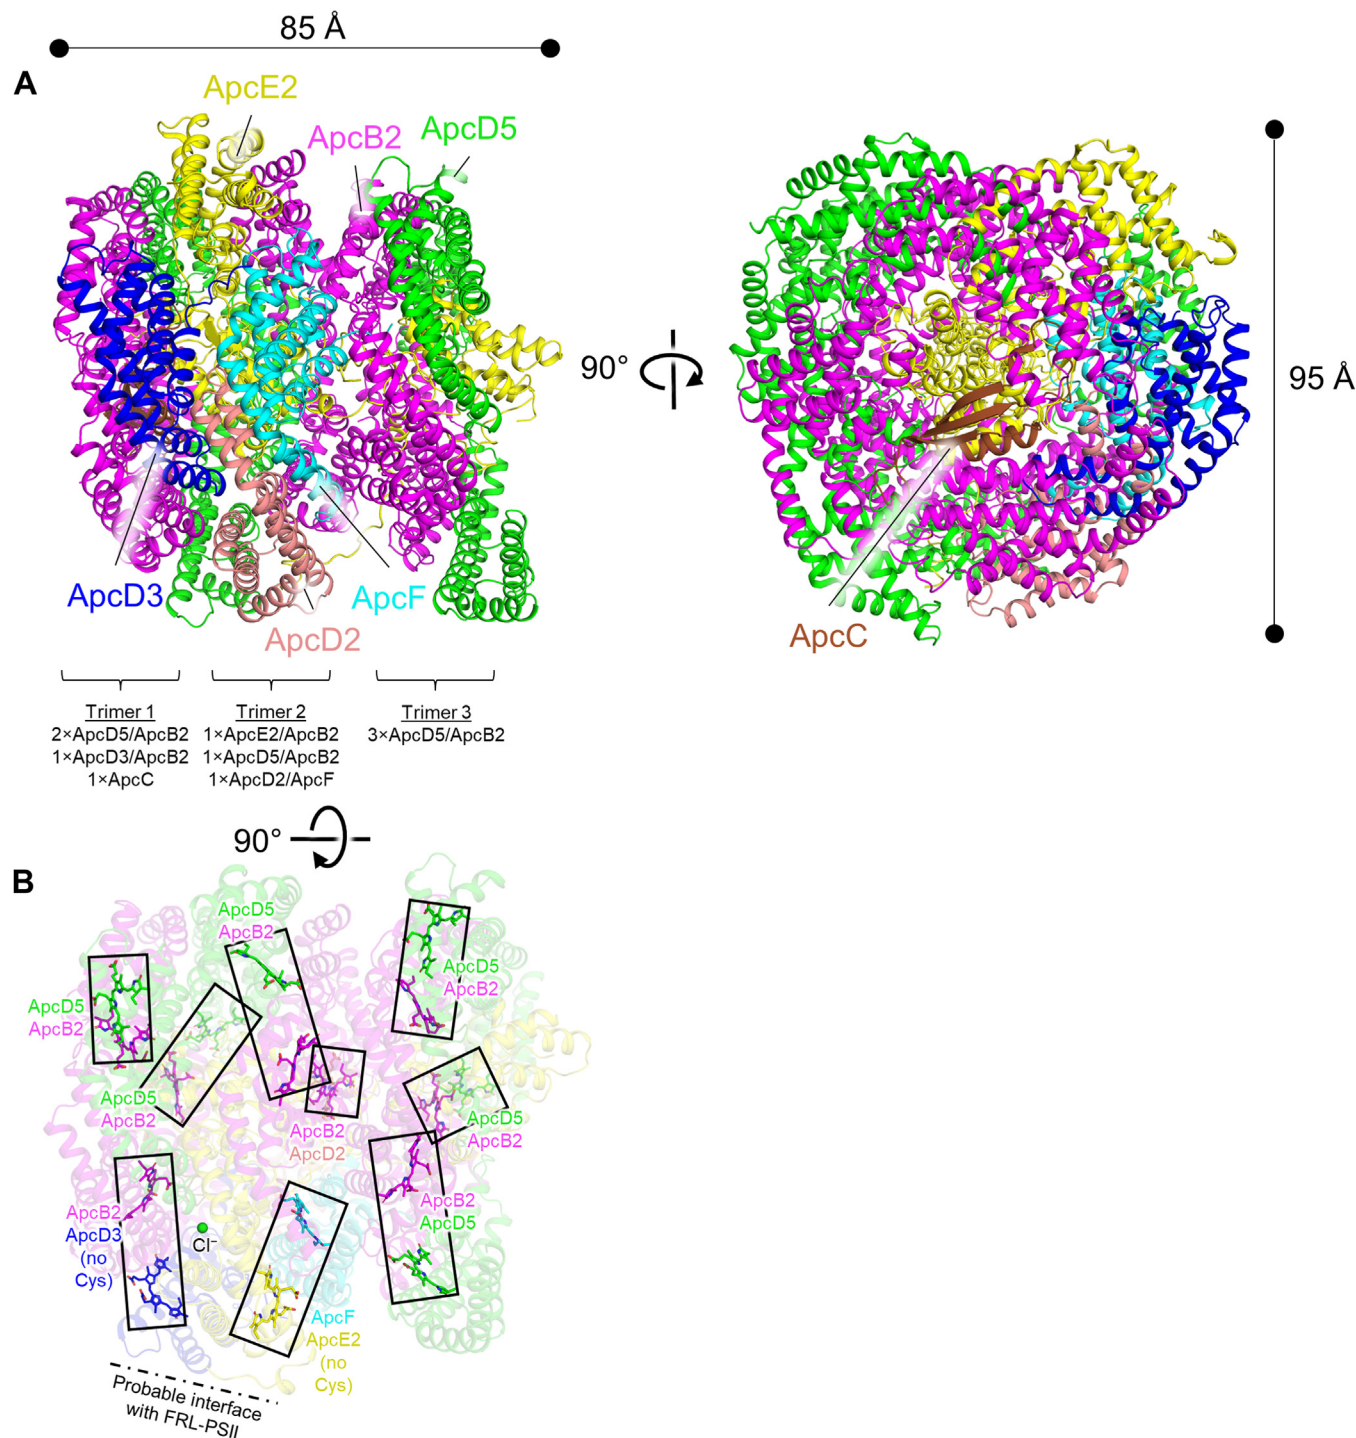 85 Å
A
ApcE2
ApcB2
ApcD5
90°
95 Å
ApcD3
ApcF
ApcD2
ApcC
Trimer 1
2×ApcD5/ApcB2
1×ApcD3/ApcB2
1×ApcC
Trimer 2
1×ApcE2/ApcB2
1×ApcD5/ApcB2
1×ApcD2/ApcF
Trimer 3
3×ApcD5/ApcB2
90°
B
ApcD5
ApcB2
ApcD5
ApcB2
ApcD5
ApcB2
ApcD5
ApcB2
ApcD5
ApcB2
ApcB2
ApcD2
ApcB2
ApcD5
ApcB2
ApcD3
(no
Cys)
Cl⁻
ApcF
ApcE2
(no
Cys)
Probable interface
with FRL-PSII